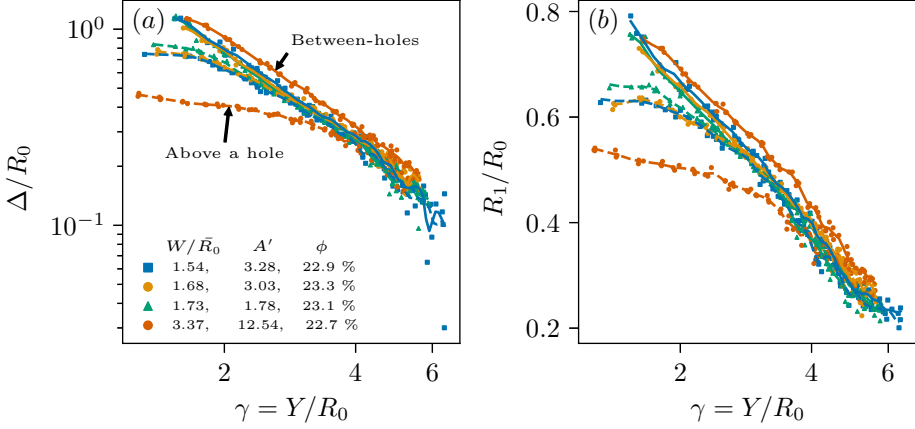 (a)
Between-holes
Above a hole
10^0
10^{-1}
Δ/R_0
W/\bar{R_0} A′ ϕ
1.54, 3.28, 22.9 %
1.68, 3.03, 23.3 %
1.73, 1.78, 23.1 %
3.37, 12.54, 22.7 %
2 4 6
γ = Y/R_0
(b)
0.8
0.6
0.4
0.2
R_1/R_0
2 4 6
γ = Y/R_0